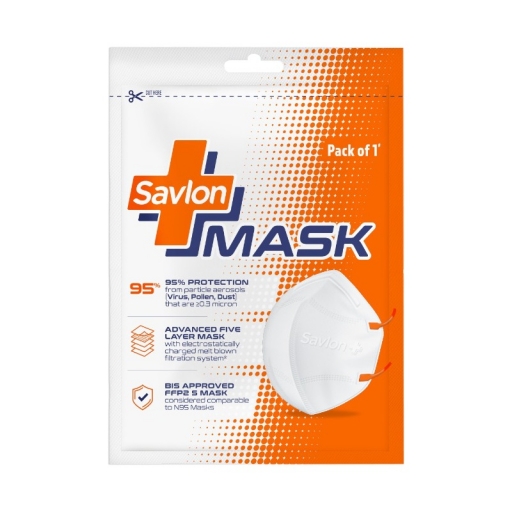 CUT HERE
Pack of 1*
Savlon
MASK
95%
95% PROTECTION
from particle aerosols
(Virus, Pollen, Dust)
that are ≥0.3 micron
ADVANCED FIVE
LAYER MASK
with electrostatically
charged melt blown
filtration system
BIS APPROVED
FFP2 S MASK
considered comparable
to N95 Masks
Savlon